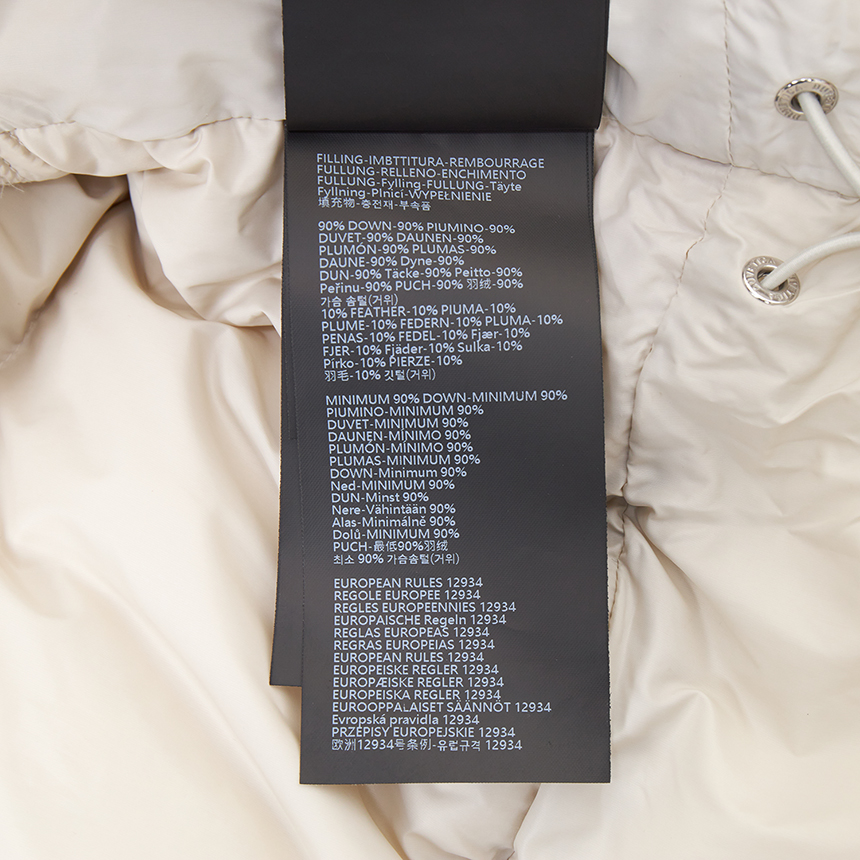 FILLING-IMBTTITURA-REMBOURRAGE
FULLUNG-RELLENO-ENCHIMENTO
FULLUNG-Fylling-FULLUNG-Täyte
Fyllning-Plnicí-WYPEŁNIENIE
填充物-충전재-부속품
90% DOWN-90% PIUMINO-90%
DUVET-90% DAUNEN-90%
PLUMÓN-90% PLUMAS-90%
DAUNE-90% Dyne-90%
DUN-90% Täcke-90% Peitto-90%
Peřinu-90% PUCH-90% 羽绒-90%
가슴 솜털(거위)
10% FEATHER-10% PIUMA-10%
PLUME-10% FEDERN-10% PLUMA-10%
PENAS-10% FEDEL-10% Fjær-10%
FJER-10% Fjäder-10% Sulka-10%
Pírko-10% PIERZE-10%
羽毛-10% 깃털(거위)
MINIMUM 90% DOWN-MINIMUM 90%
PIUMINO-MINIMUM 90%
DUVET-MINIMUM 90%
DAUNEN-MÍNIMO 90%
PLUMÓN-MÍNIMO 90%
PLUMAS-MINIMUM 90%
DOWN-Minimum 90%
Ned-MINIMUM 90%
DUN-Minst 90%
Nere-Vähintään 90%
Alas-Minimálně 90%
Dolů-MINIMUM 90%
PUCH-最低90%羽绒
최소 90% 가슴솜털(거위)
EUROPEAN RULES 12934
REGOLE EUROPEE 12934
REGLES EUROPEENNIES 12934
EUROPAISCHE Regeln 12934
REGLAS EUROPEAS 12934
REGRAS EUROPEIAS 12934
EUROPEAN RULES 12934
EUROPEISKE REGLER 12934
EUROPÆISKE REGLER 12934
EUROPEISKA REGLER 12934
EUROOPPALAISET SÄÄNNÖT 12934
Evropská pravidla 12934
PRZEPISY EUROPEJSKIE 12934
欧洲12934号条例-유럽규격 12934